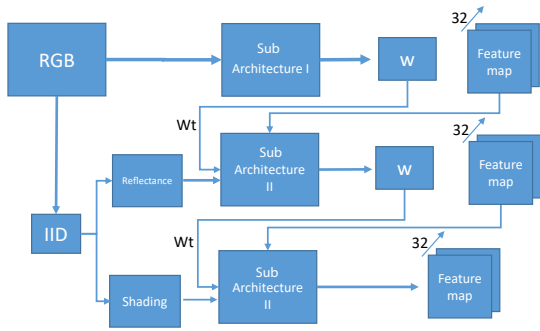 RGB
Sub
Architecture I
w
32
Feature
map
Wt
Reflectance
Sub
Architecture
II
w
32
Feature
map
IID
Wt
Shading
Sub
Architecture
II
32
Feature
map